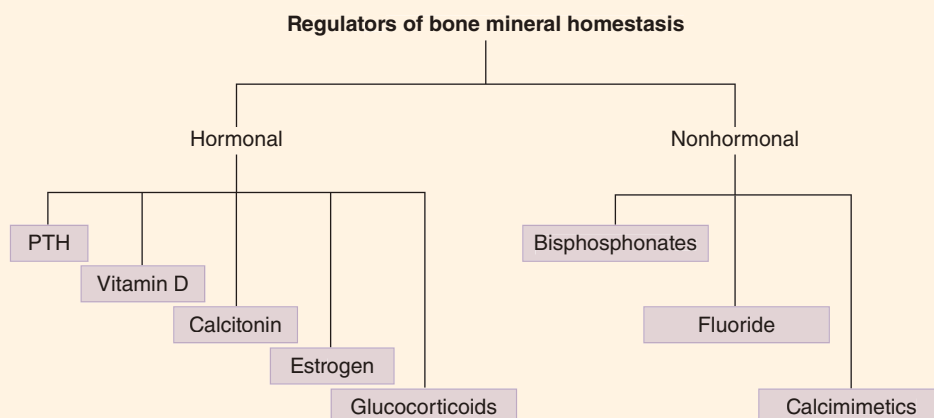 Regulators of bone mineral homestasis
Hormonal
Nonhormonal
PTH
Vitamin D
Calcitonin
Estrogen
Glucocorticoids
Bisphosphonates
Fluoride
Calcimimetics